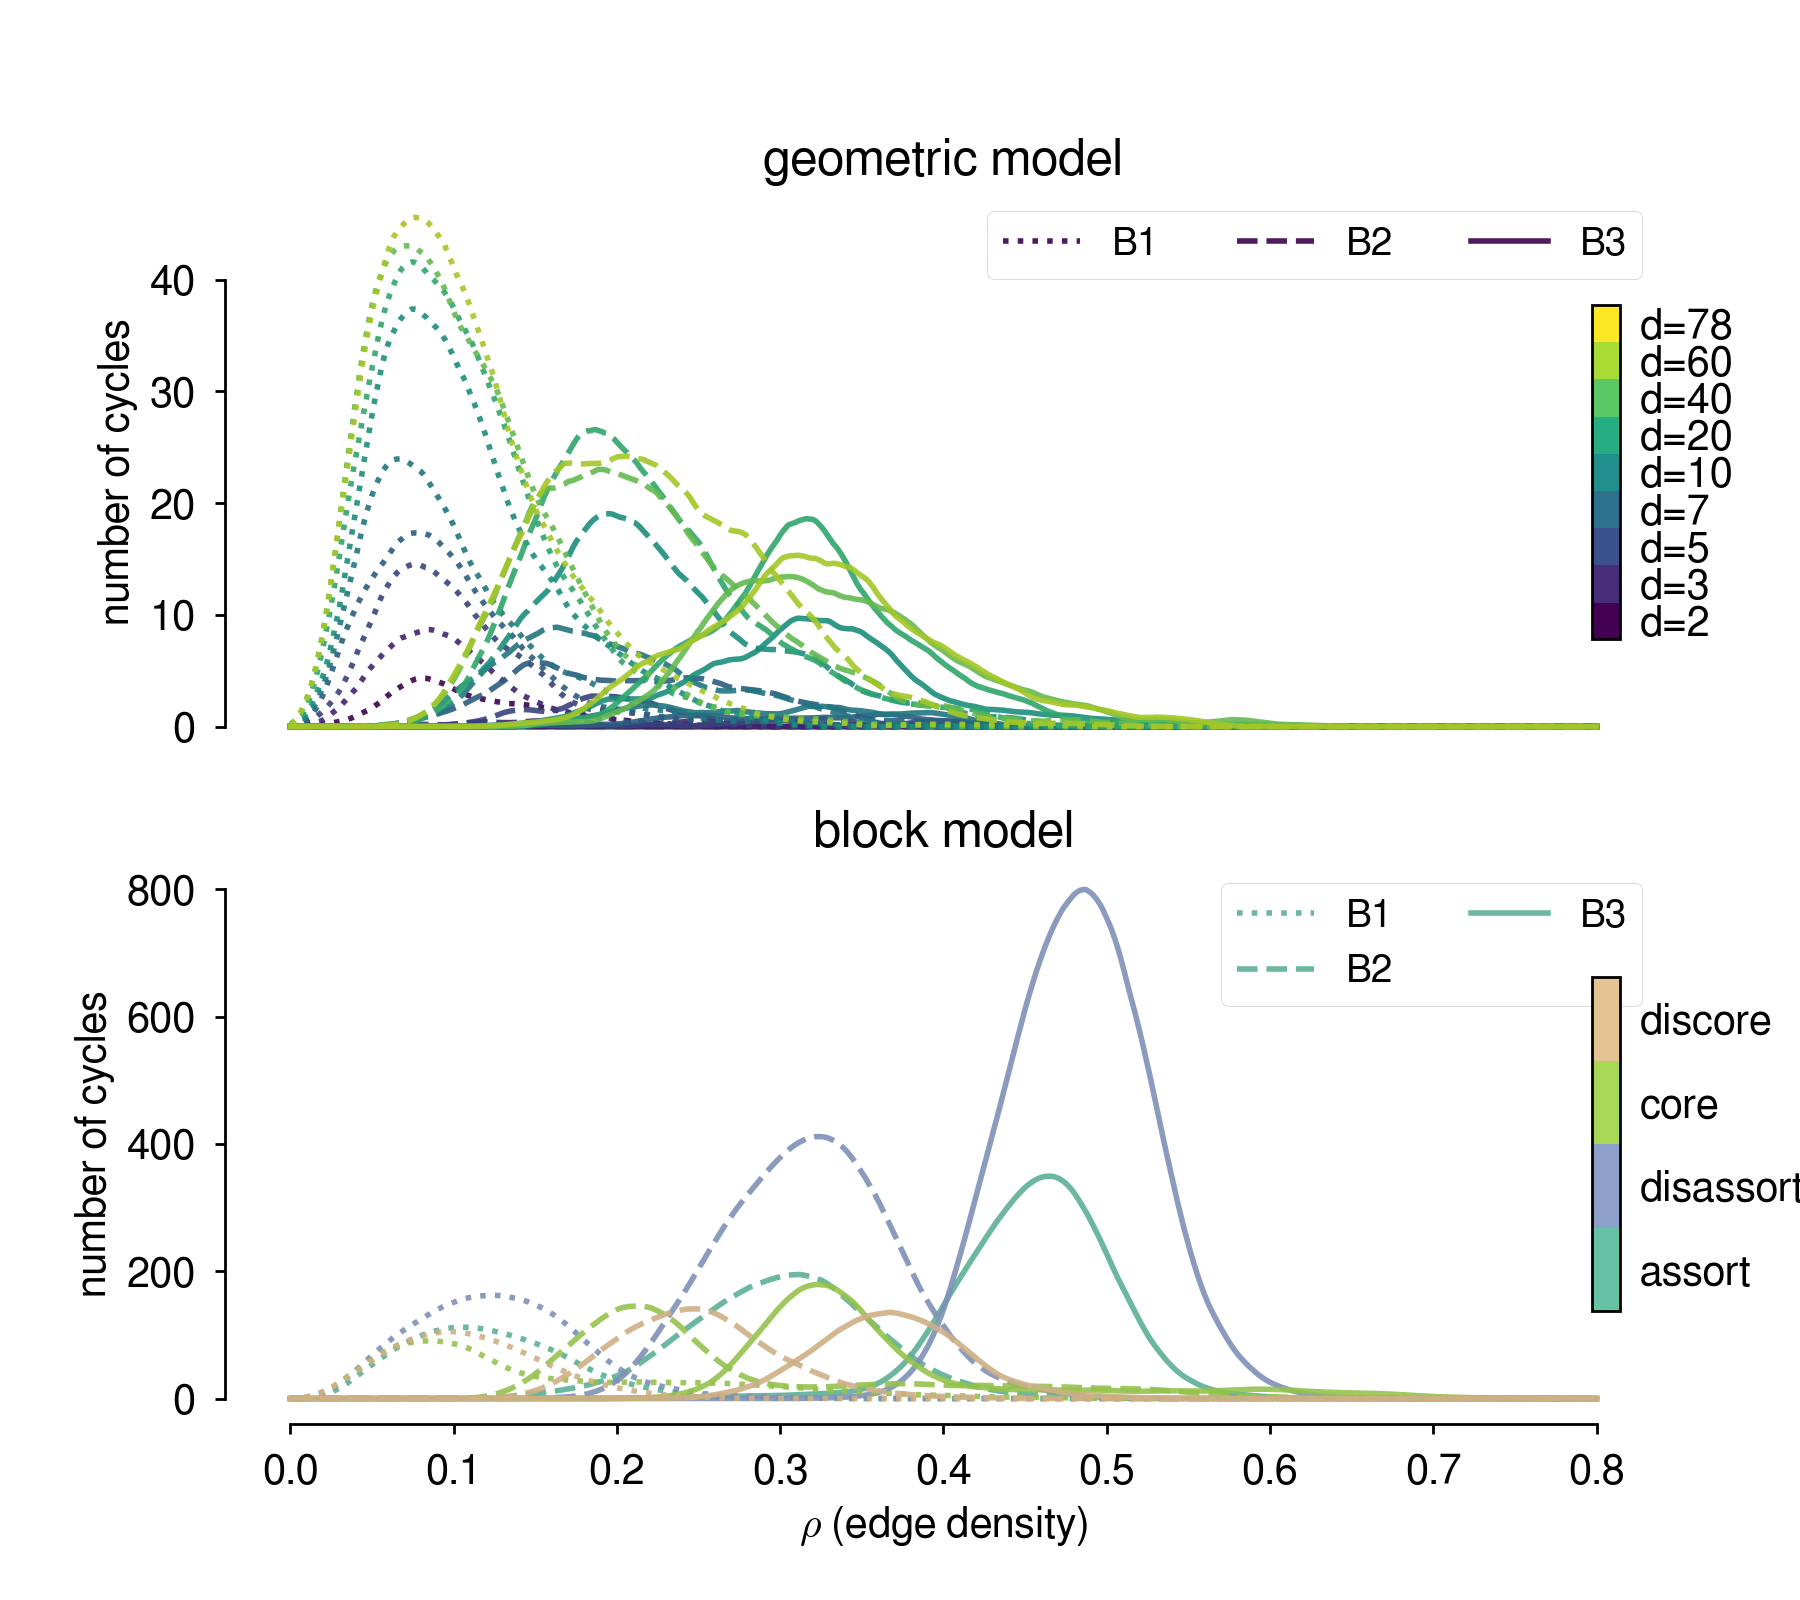 geometric model
B1 B2 B3
number of cycles
40
30
20
10
0
d=78
d=60
d=40
d=20
d=10
d=7
d=5
d=3
d=2
block model
B1 B3
B2
number of cycles
800
600
400
200
0
discore
core
disassort
assort
0.0 0.1 0.2 0.3 0.4 0.5 0.6 0.7 0.8
ρ (edge density)